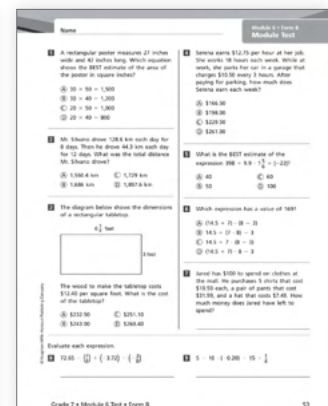 Name
Module 6 • Form B
Module Test
1 A rectangular poster measures 27 inches
wide and 42 inches long. Which equation
shows the BEST estimate of the area of
the poster in square inches?
Ⓐ 30 × 50 = 1,500
Ⓑ 30 × 40 = 1,200
Ⓒ 20 × 50 = 1,000
Ⓓ 20 × 40 = 800
2 Mr. Silvano drove 128.6 km each day for
8 days. Then he drove 44.3 km each day
for 12 days. What was the total distance
Mr. Silvano drove?
Ⓐ 1,560.4 km Ⓒ 1,729 km
Ⓑ 1,686 km Ⓓ 1,897.6 km
3 The diagram below shows the dimensions
of a rectangular tabletop.
feet
3 feet
The wood to make the tabletop costs
$12.40 per square foot. What is the cost
of the tabletop?
Ⓐ $232.50 Ⓒ $251.10
Ⓑ $243.00 Ⓓ $260.40
4 Serena earns $12.75 per hour at her job.
She works 18 hours each week. While at
work, she parks her car in a garage that
charges $10.50 every 3 hours. After
paying for parking, how much does
Serena earn each week?
Ⓐ $166.50
Ⓑ $198.00
Ⓒ $229.50
Ⓓ $261.00
5 What is the BEST estimate of the
expression
Ⓐ 40 Ⓒ 60
Ⓑ 50 Ⓓ 100
6 Which expression has a value of 169?
7 Jared has $100 to spend on clothes at
the mall. He purchases 5 shirts that cost
$10.50 each, a pair of pants that cost
$31.99, and a hat that costs $7.49. How
much money does Jared have left to
spend?
Evaluate each expression.
8 72.65
9
Grade 7 • Module 6 Test • Form B
53